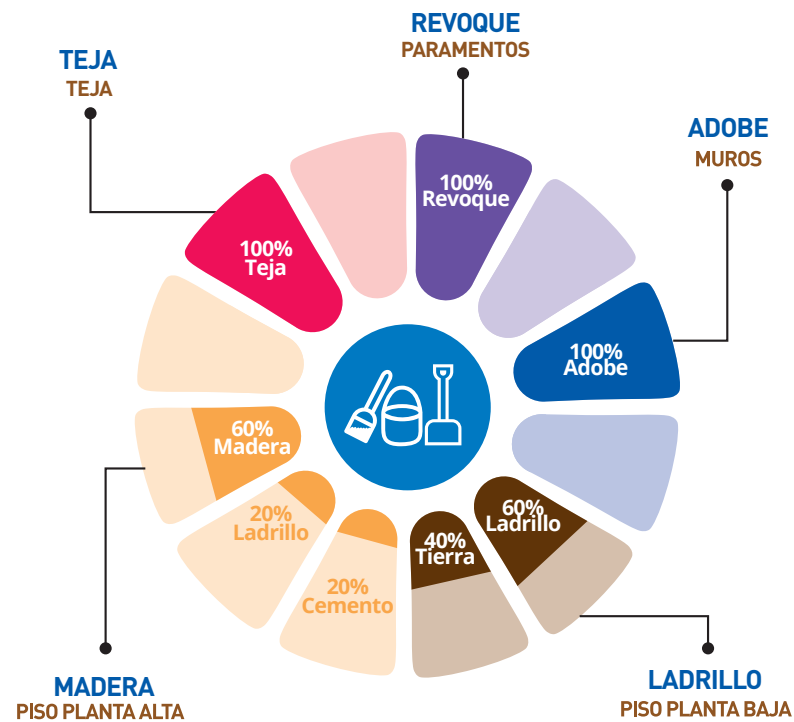 REVOQUE
PARAMENTOS
TEJA
TEJA
ADOBE
MUROS
100%
Revoque
100%
Teja
100%
Adobe
60%
Madera
20%
Ladrillo
20%
Cemento
40%
Tierra
60%
Ladrillo
MADERA
PISO PLANTA ALTA
LADRILLO
PISO PLANTA BAJA